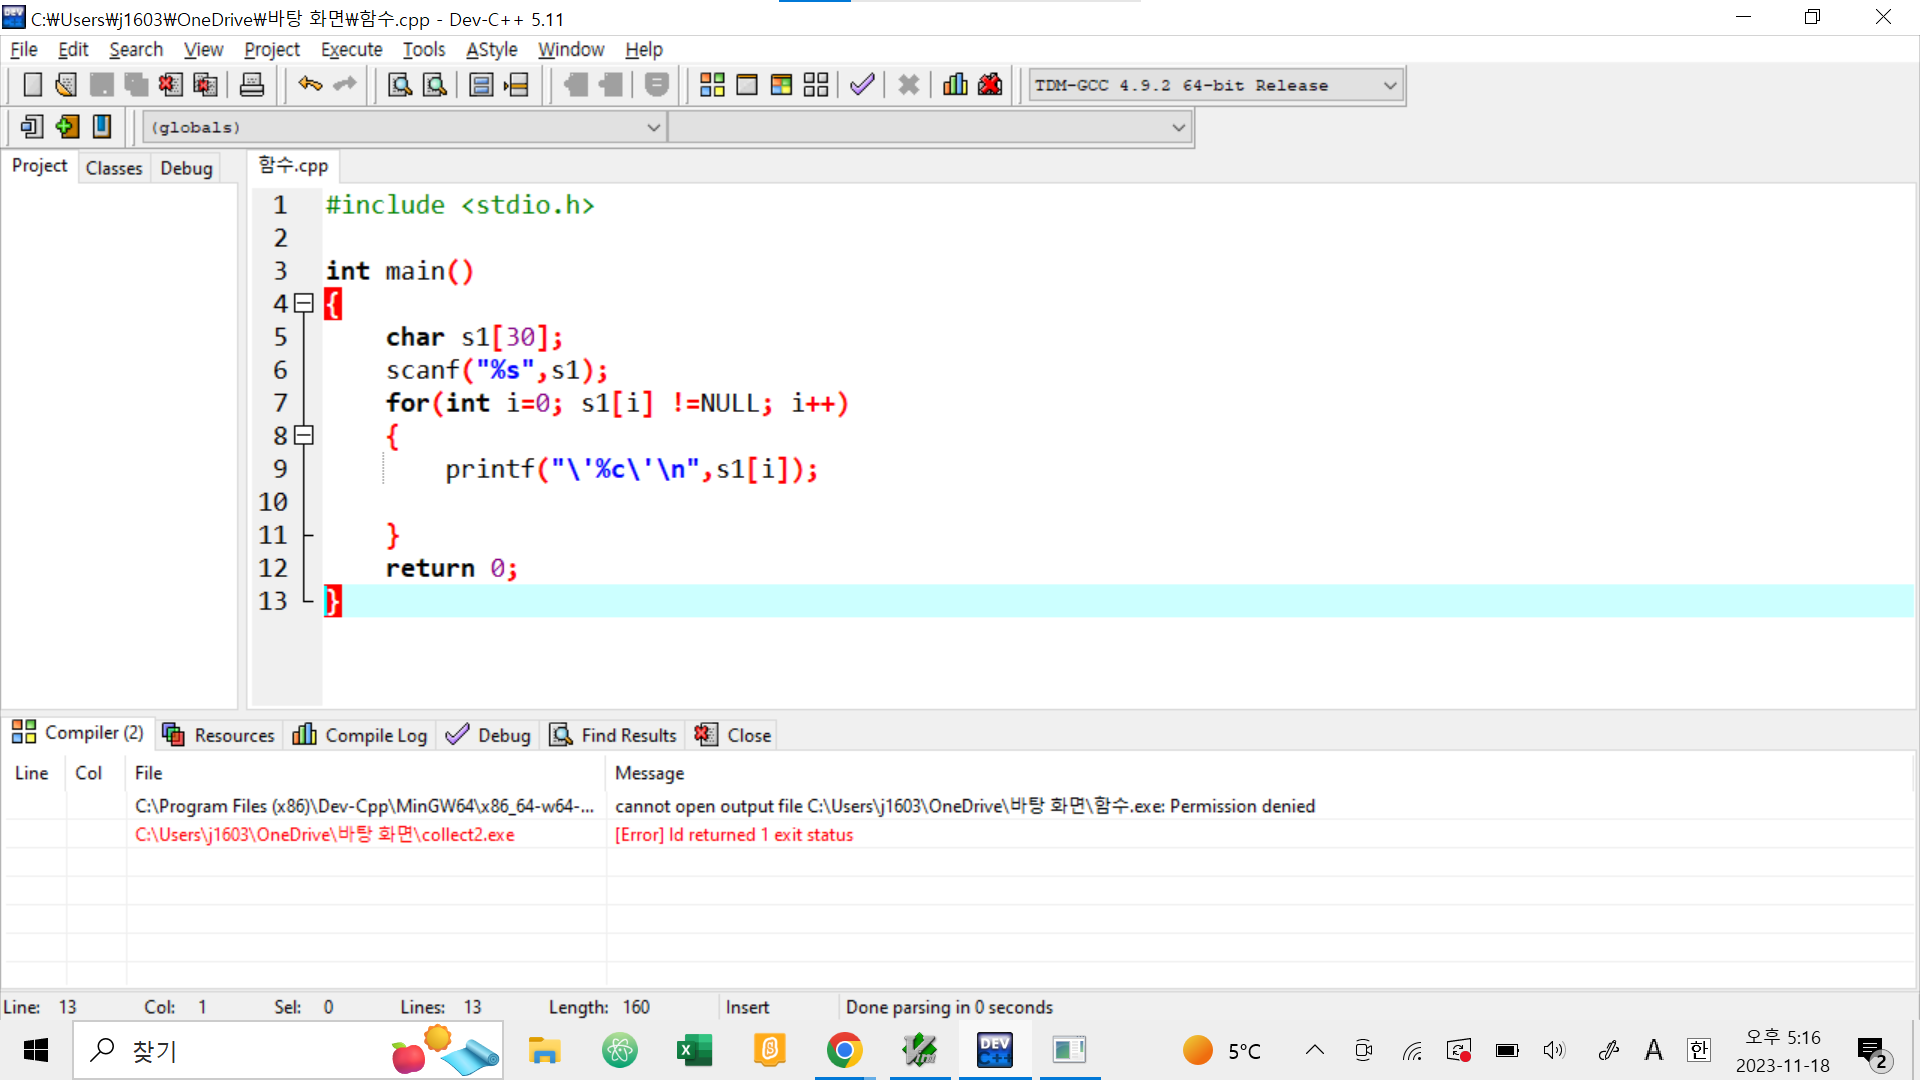 C:₩Users₩j1603₩OneDrive₩바탕 화면₩함수.cpp - Dev-C++ 5.11
File Edit Search View Project Execute Tools AStyle Window Help
TDM-GCC 4.9.2 64-bit Release
(globals)
Project Classes Debug
함수.cpp
1 #include <stdio.h>
2
3 int main()
4 {
5 char s1[30];
6 scanf("%s",s1);
7 for(int i=0; s1[i] !=NULL; i++)
8 {
9 printf("\'%c\'\n",s1[i]);
10
11 }
12 return 0;
13 }
Compiler (2) Resources Compile Log Debug Find Results Close
Line Col File Message
C:\Program Files (x86)\Dev-Cpp\MinGW64\x86_64-w64-... cannot open output file C:\Users\j1603\OneDrive\바탕 화면\함수.exe: Permission denied
C:\Users\j1603\OneDrive\바탕 화면\collect2.exe [Error] ld returned 1 exit status
Line: 13 Col: 1 Sel: 0 Lines: 13 Length: 160 Insert Done parsing in 0 seconds
찾기
DEV C++
5°C
A
한
오후 5:16
2023-11-18
2